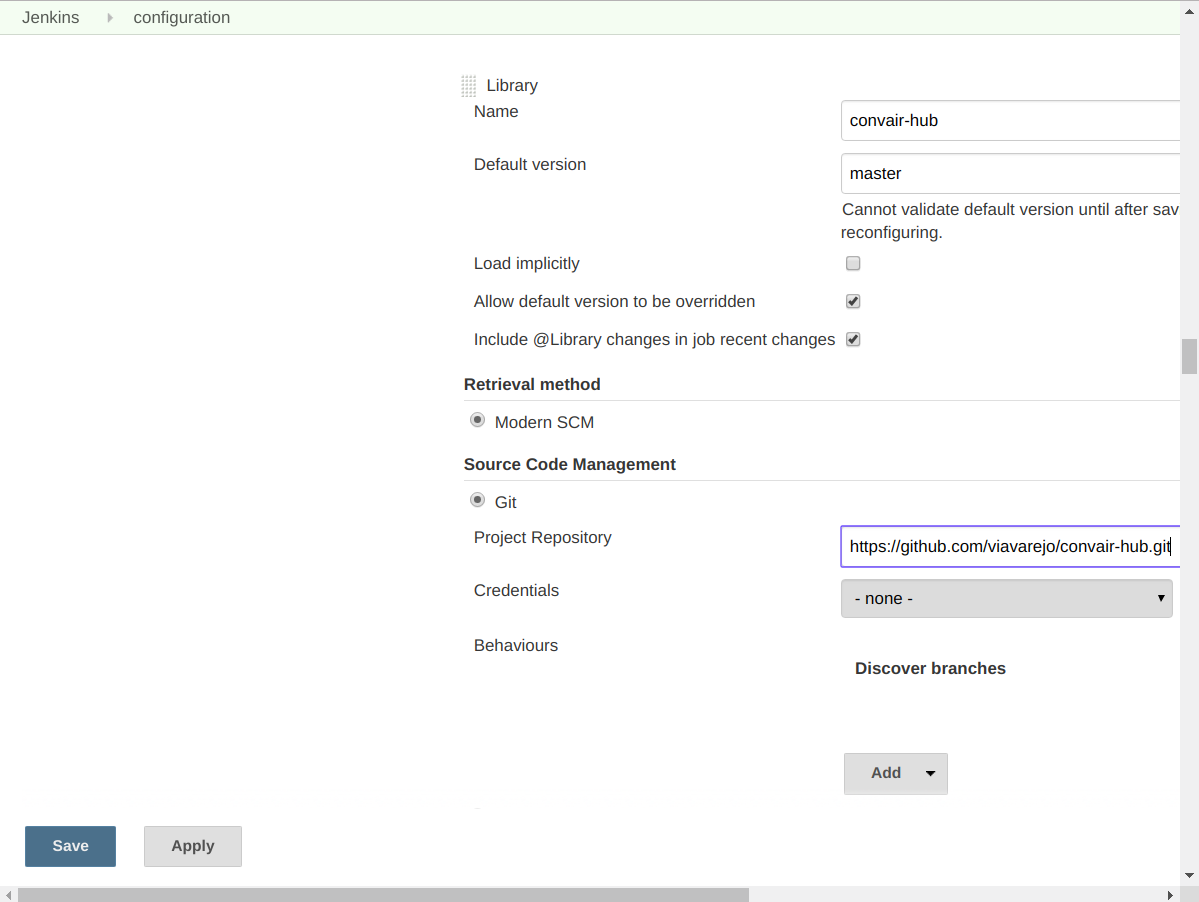 Jenkins configuration
Library
Name
convair-hub
Default version
master
Cannot validate default version until after sav
reconfiguring.
Load implicitly
Allow default version to be overridden
Include @Library changes in job recent changes
Retrieval method
Modern SCM
Source Code Management
Git
Project Repository
https://github.com/viavarejo/convair-hub.git
Credentials
- none -
Behaviours
Discover branches
Add
Save Apply